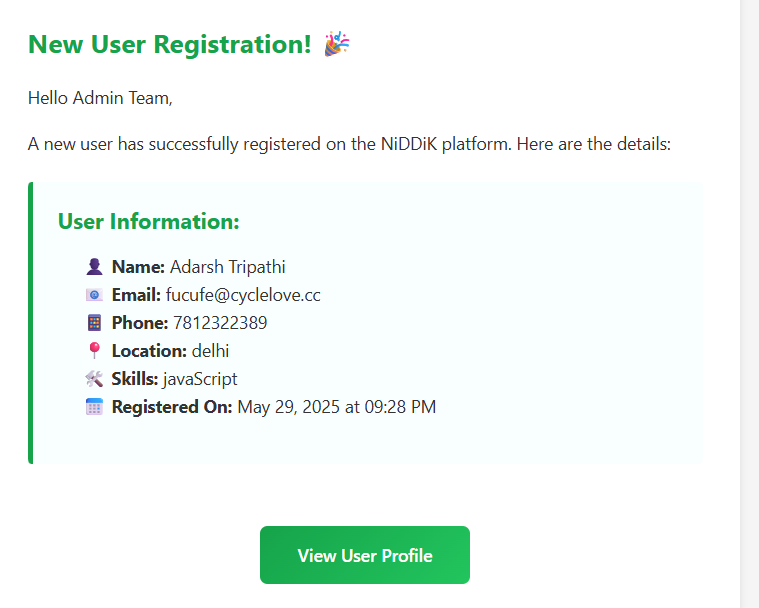 New User Registration! 🎉
Hello Admin Team,
A new user has successfully registered on the NiDDiK platform. Here are the details:
User Information:
👤 Name: Adarsh Tripathi
📧 Email: fucufe@cyclelove.cc
📱 Phone: 7812322389
📍 Location: delhi
🛠️ Skills: javaScript
📅 Registered On: May 29, 2025 at 09:28 PM
View User Profile